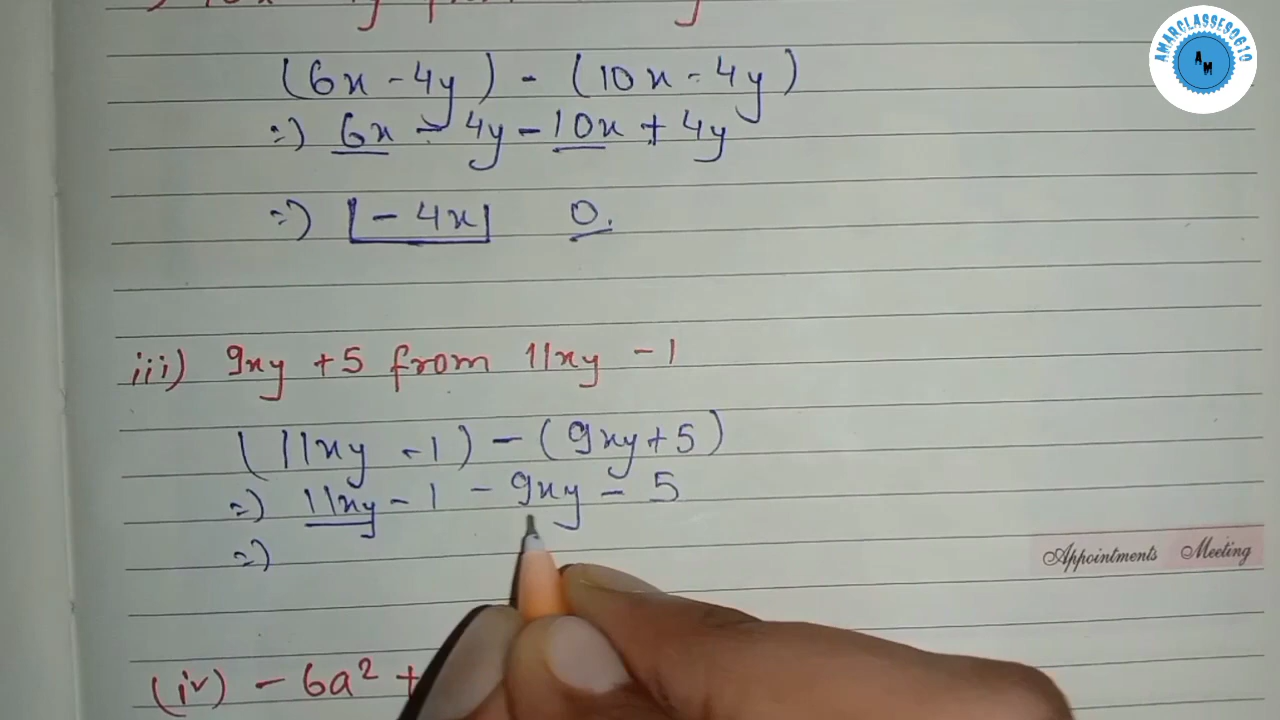 AMARCLASSES0610
AM
(6x - 4y) - (10x - 4y)
=) 6x - 4y - 10x + 4y
=) -4x 0.
iii) 9xy + 5 from 11xy - 1
(11xy - 1) - (9xy + 5)
=) 11xy - 1 - 9xy - 5
=)
Appointments Meeting
(iv) - 6a² +